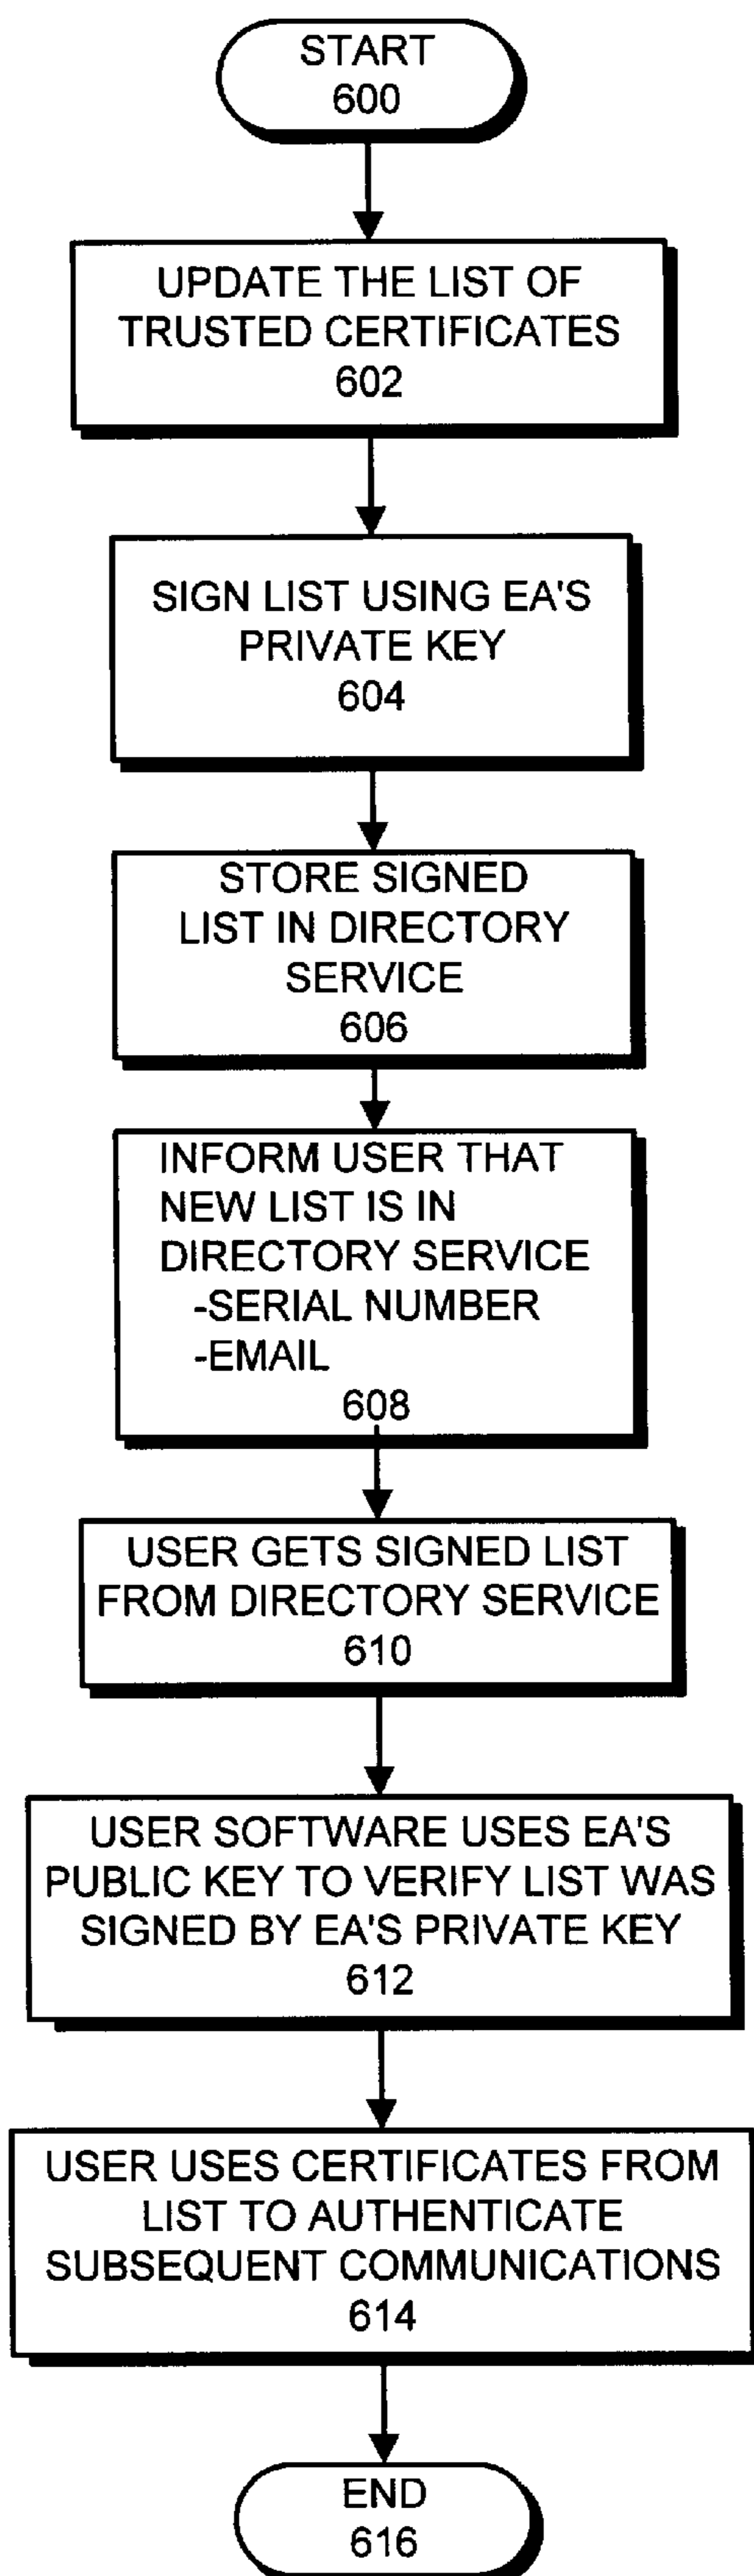 START
600
UPDATE THE LIST OF
TRUSTED CERTIFICATES
602
SIGN LIST USING EA'S
PRIVATE KEY
604
STORE SIGNED
LIST IN DIRECTORY
SERVICE
606
INFORM USER THAT
NEW LIST IS IN
DIRECTORY SERVICE
-SERIAL NUMBER
-EMAIL
608
USER GETS SIGNED LIST
FROM DIRECTORY SERVICE
610
USER SOFTWARE USES EA'S
PUBLIC KEY TO VERIFY LIST WAS
SIGNED BY EA'S PRIVATE KEY
612
USER USES CERTIFICATES FROM
LIST TO AUTHENTICATE
SUBSEQUENT COMMUNICATIONS
614
END
616